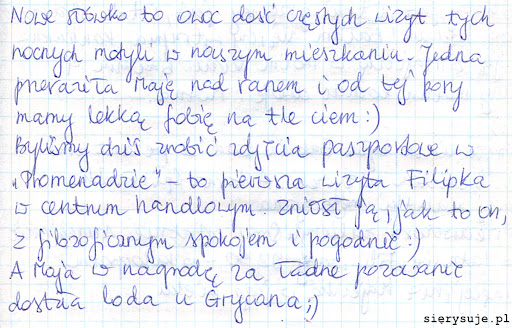 Nowe słówko to owoc dość częstych wizyt tych
nocnych motyli w naszym mieszkaniu. Jedna
przeraziła Maję nad ranem i od tej pory
mamy lekką fobię na tle ciem :)
Byliśmy dziś zrobić zdjęcia paszportowe w
„Promenadzie" – to pierwsza wizyta Filipka
w centrum handlowym. Zniósł ją, jak to on,
z filozoficznym spokojem i pogodnie :)
A Maja w nagrodę za ładne pozowanie
dostała loda u Grycana ;)
sierysuje.pl